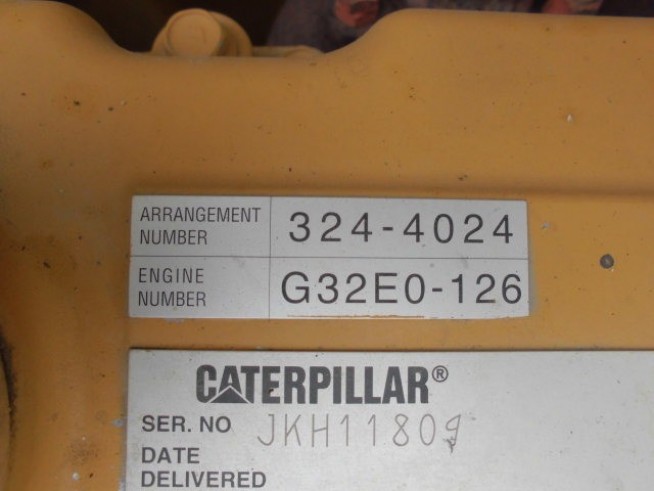 ARRANGEMENT NUMBER 324-4024
ENGINE NUMBER G32E0-126
CATERPILLAR®
SER. NO JKH11809
DATE
DELIVERED